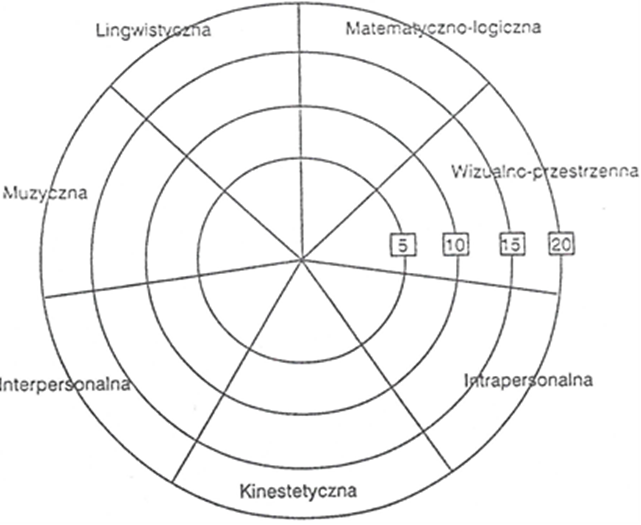 Lingwistyczna
Matematyczno-logiczna
Wizualno-przestrzenna
Muzyczna
5 10 15 20
Interpersonalna
Intrapersonalna
Kinestetyczna